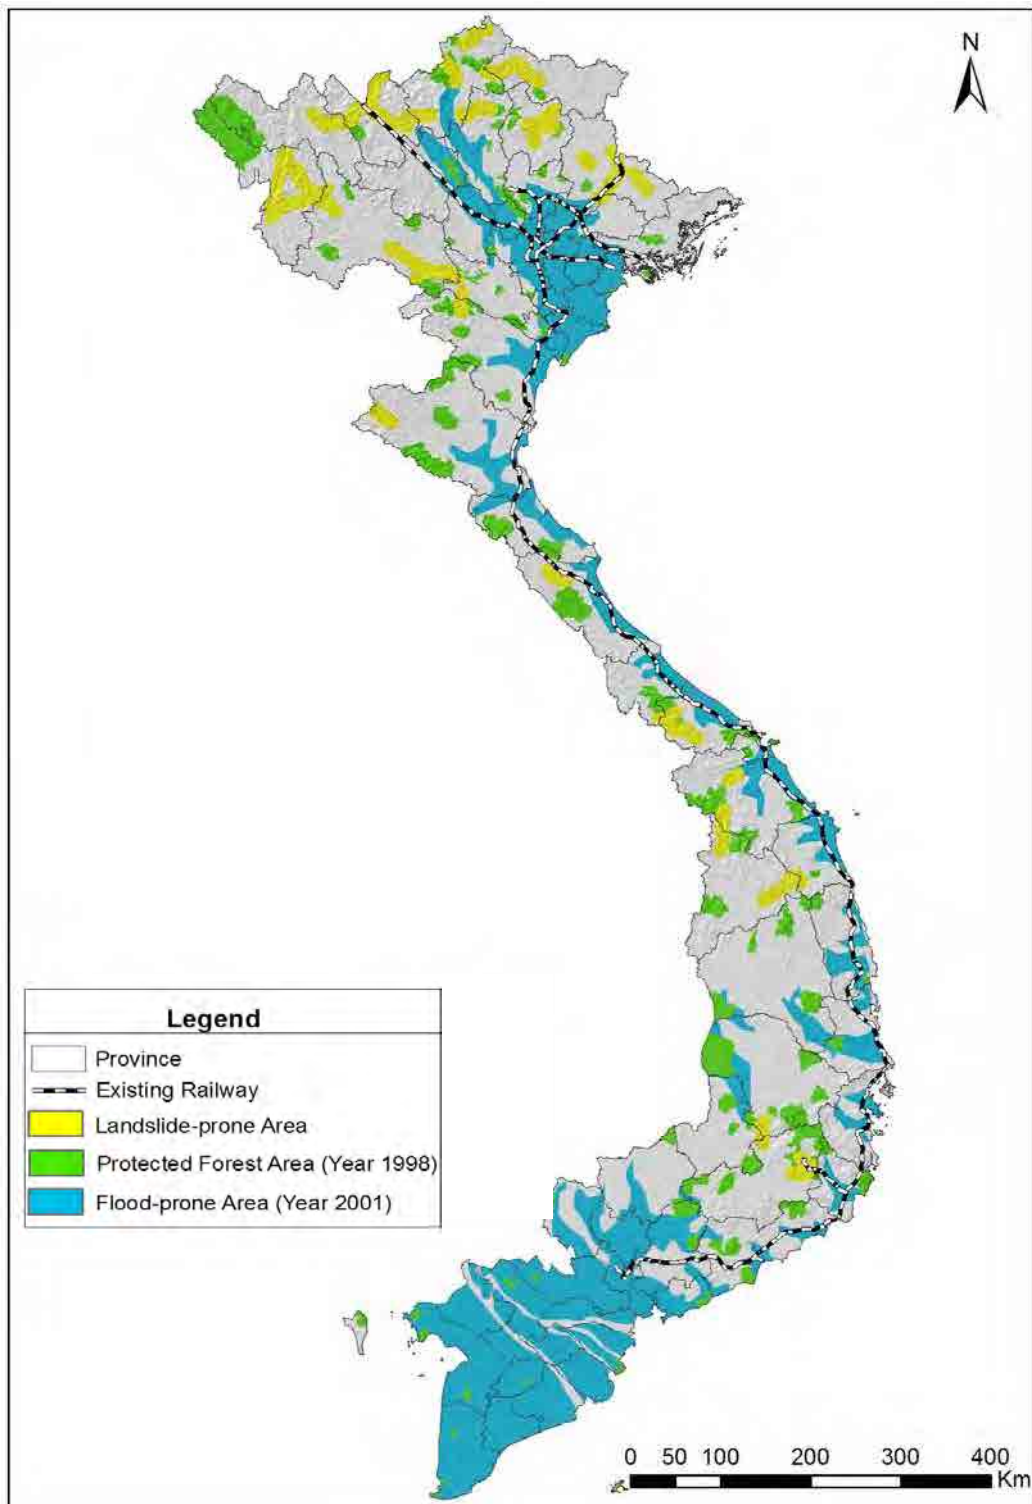 N
Legend
Province
Existing Railway
Landslide-prone Area
Protected Forest Area (Year 1998)
Flood-prone Area (Year 2001)
0 50 100 200 300 400
Km